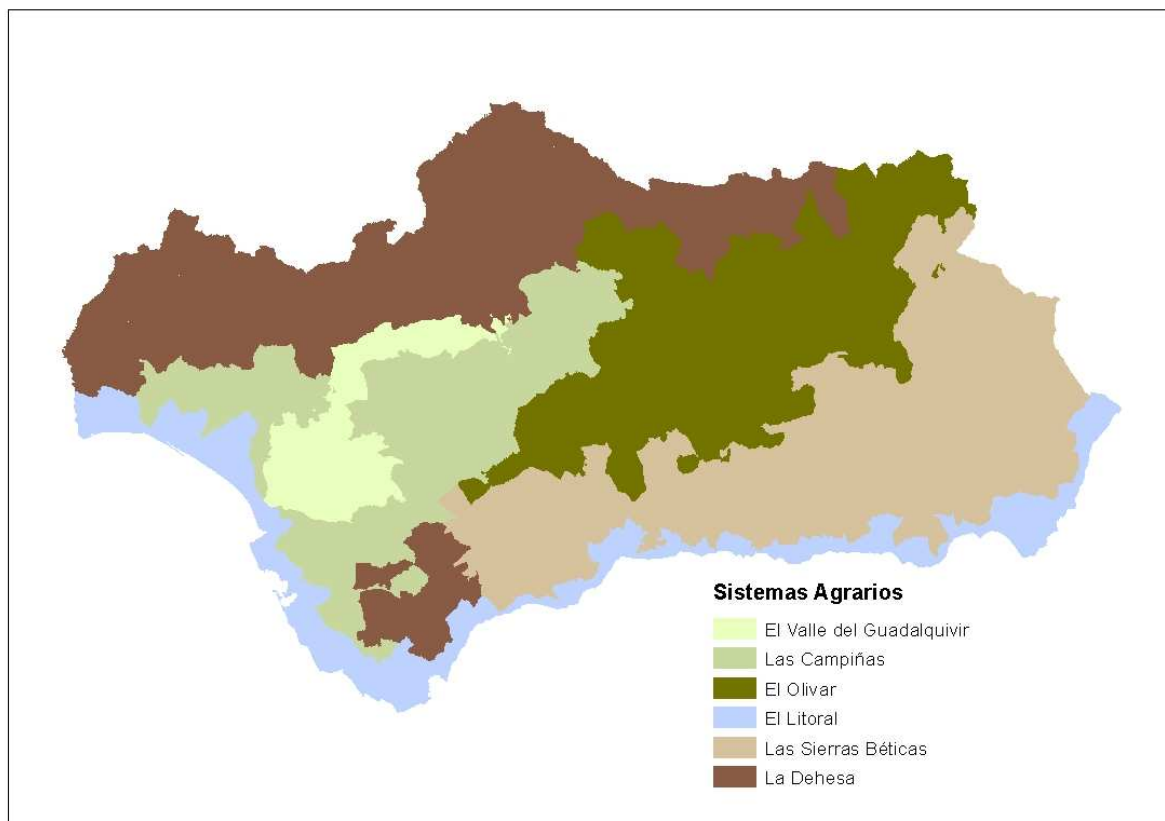 Sistemas Agrarios
El Valle del Guadalquivir
Las Campiñas
El Olivar
El Litoral
Las Sierras Béticas
La Dehesa